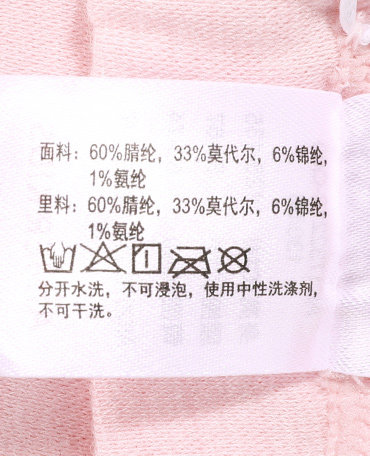 面料：60%腈纶，33%莫代尔，6%锦纶，
1%氨纶
里料：60%腈纶，33%莫代尔，6%锦纶，
1%氨纶
分开水洗，不可浸泡，使用中性洗涤剂，
不可干洗。